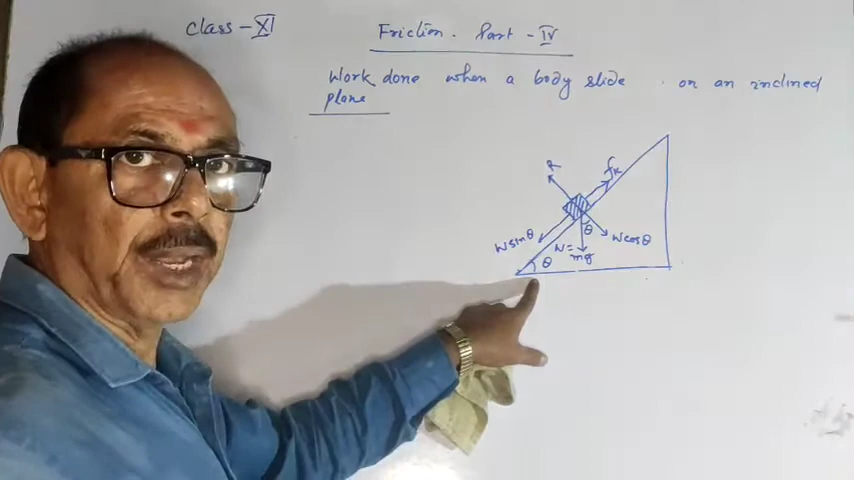 class - XI
Friction. Part - IV
Work done when a body slide on an inclined
plane
R
fk
W sinθ
θ
W cosθ
W =
mg
θ